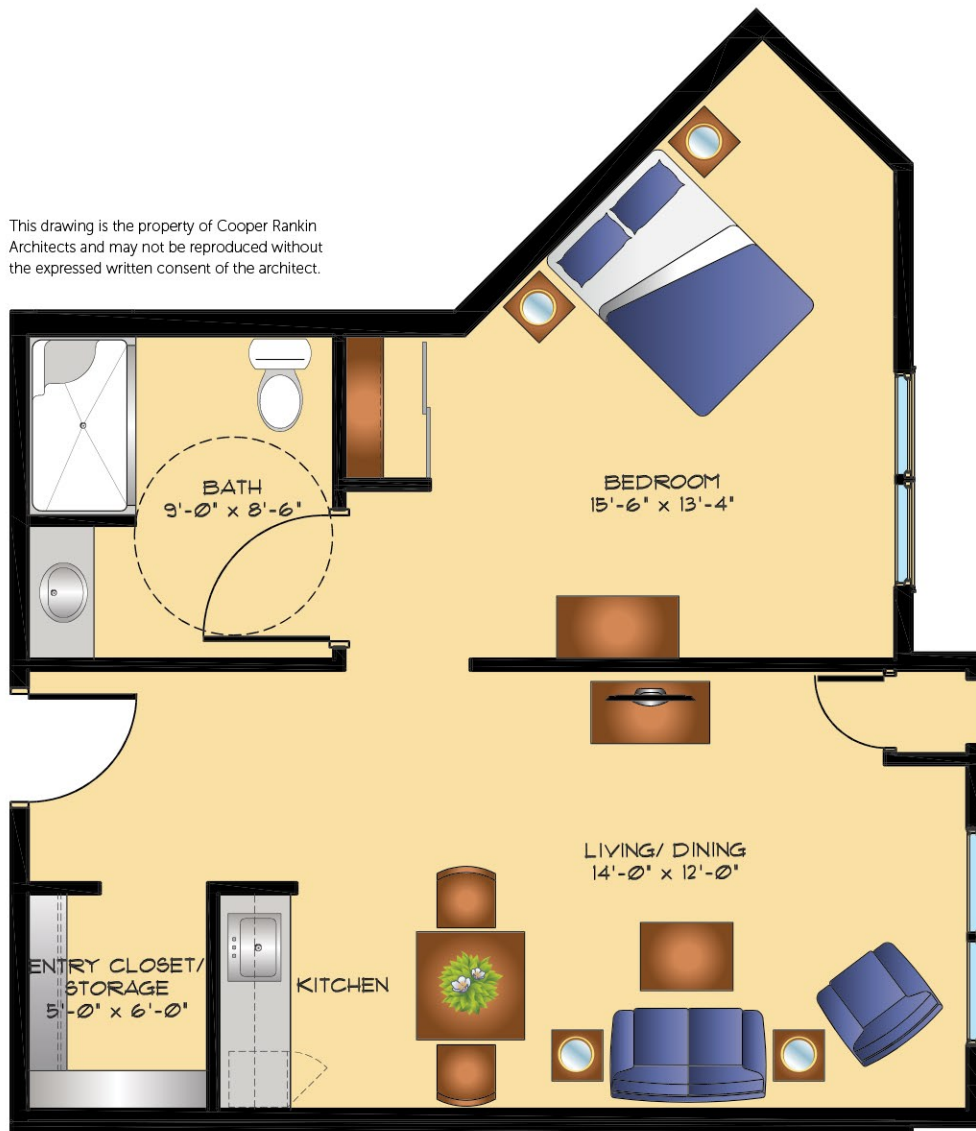 This drawing is the property of Cooper Rankin
Architects and may not be reproduced without
the expressed written consent of the architect.
BATH
9'-0" x 8'-6"
BEDROOM
15'-6" x 13'-4"
LIVING/ DINING
14'-0" x 12'-0"
ENTRY CLOSET/
STORAGE
5'-0" x 6'-0"
KITCHEN